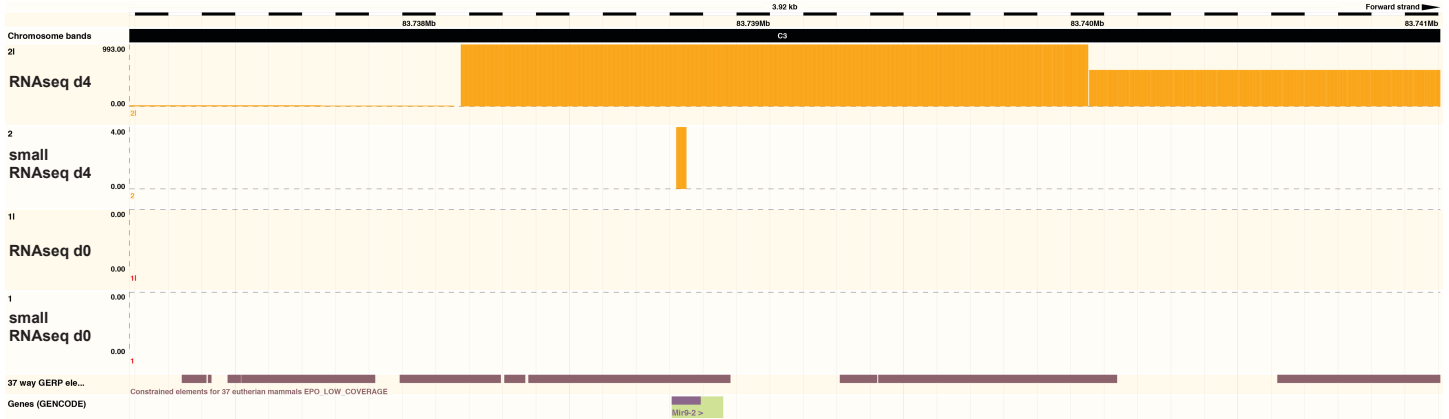 3.92 kb Forward strand
83.738Mb 83.739Mb 83.740Mb 83.741Mb
Chromosome bands C3
2l 993.00
RNAseq d4
0.00
2l
2 4.00
small
RNAseq d4
0.00
2
1l 0.00
RNAseq d0
0.00
1l
1 0.00
small
RNAseq d0
0.00
1
37 way GERP ele...
Constrained elements for 37 eutherian mammals EPO_LOW_COVERAGE
Genes (GENCODE)
Mir9-2 >